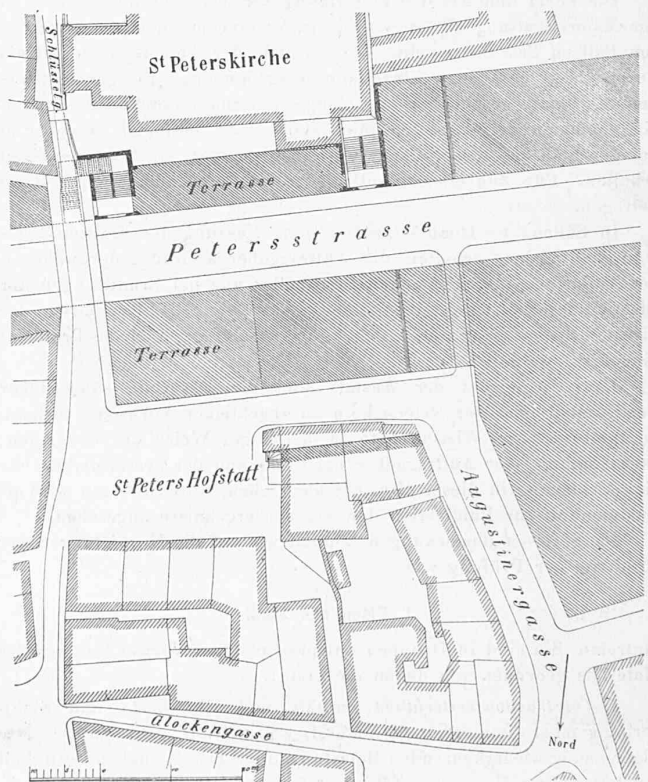 Schlüsselg.
St Peterskirche
Terrasse
Petersstrasse
Terrasse
St. Peters Hofstatt
Augustinergasse
Glockengasse
Nord